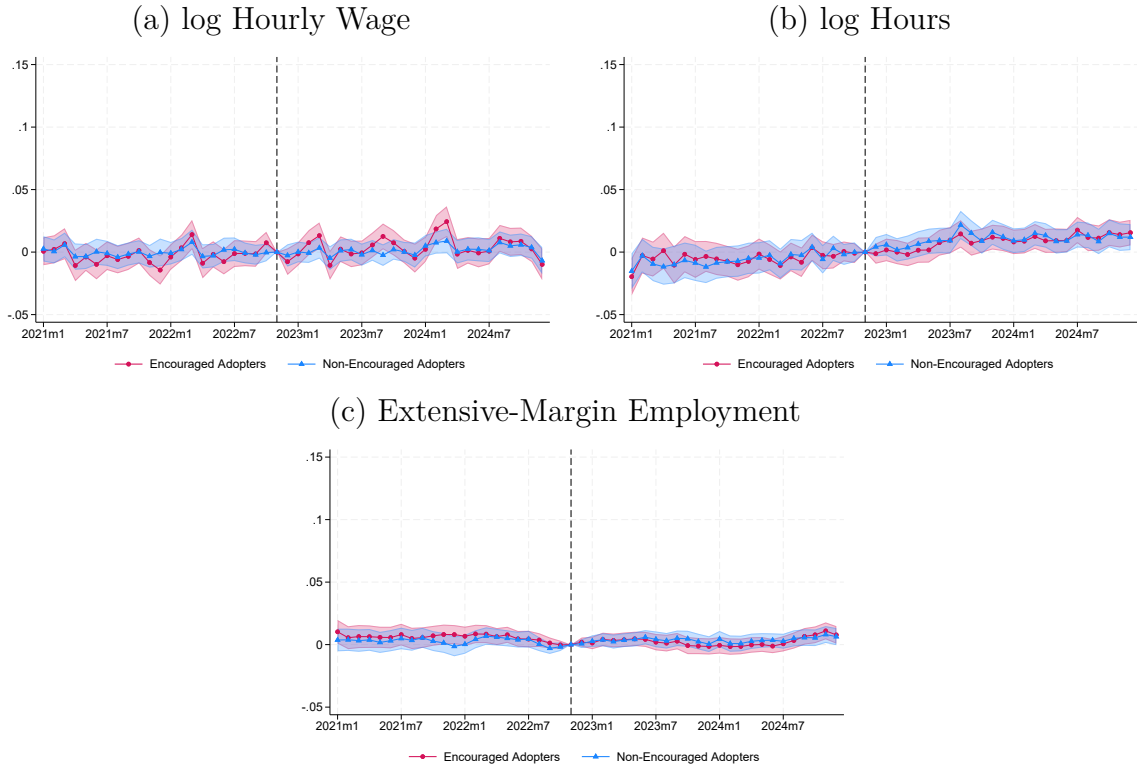 (a) log Hourly Wage
.15
.1
.05
0
-.05
2021m1 2021m7 2022m1 2022m7 2023m1 2023m7 2024m1 2024m7
Encouraged Adopters Non-Encouraged Adopters
(b) log Hours
.15
.1
.05
0
-.05
2021m1 2021m7 2022m1 2022m7 2023m1 2023m7 2024m1 2024m7
Encouraged Adopters Non-Encouraged Adopters
(c) Extensive-Margin Employment
.15
.1
.05
0
-.05
2021m1 2021m7 2022m1 2022m7 2023m1 2023m7 2024m1 2024m7
Encouraged Adopters Non-Encouraged Adopters